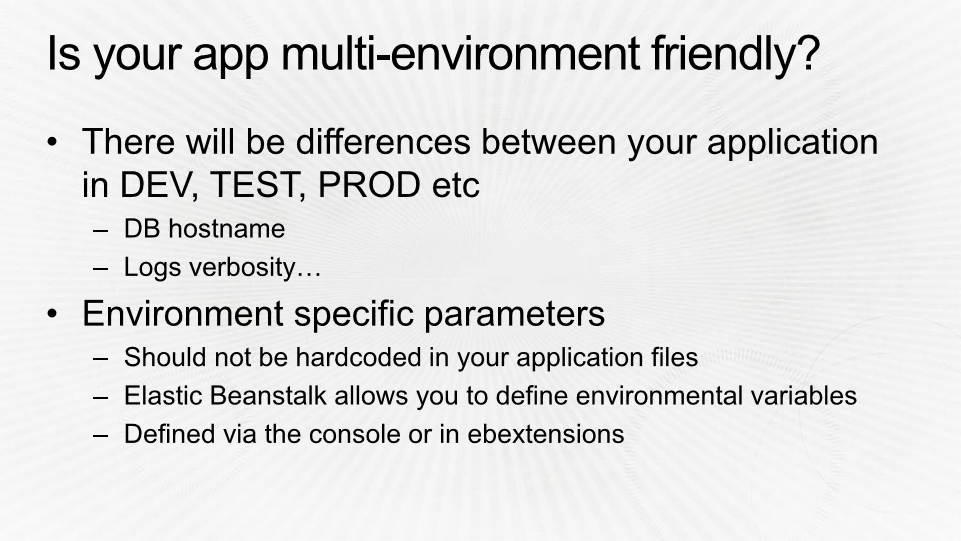 Is your app multi-environment friendly?
• There will be differences between your application
in DEV, TEST, PROD etc
– DB hostname
– Logs verbosity…
• Environment specific parameters
– Should not be hardcoded in your application files
– Elastic Beanstalk allows you to define environmental variables
– Defined via the console or in ebextensions